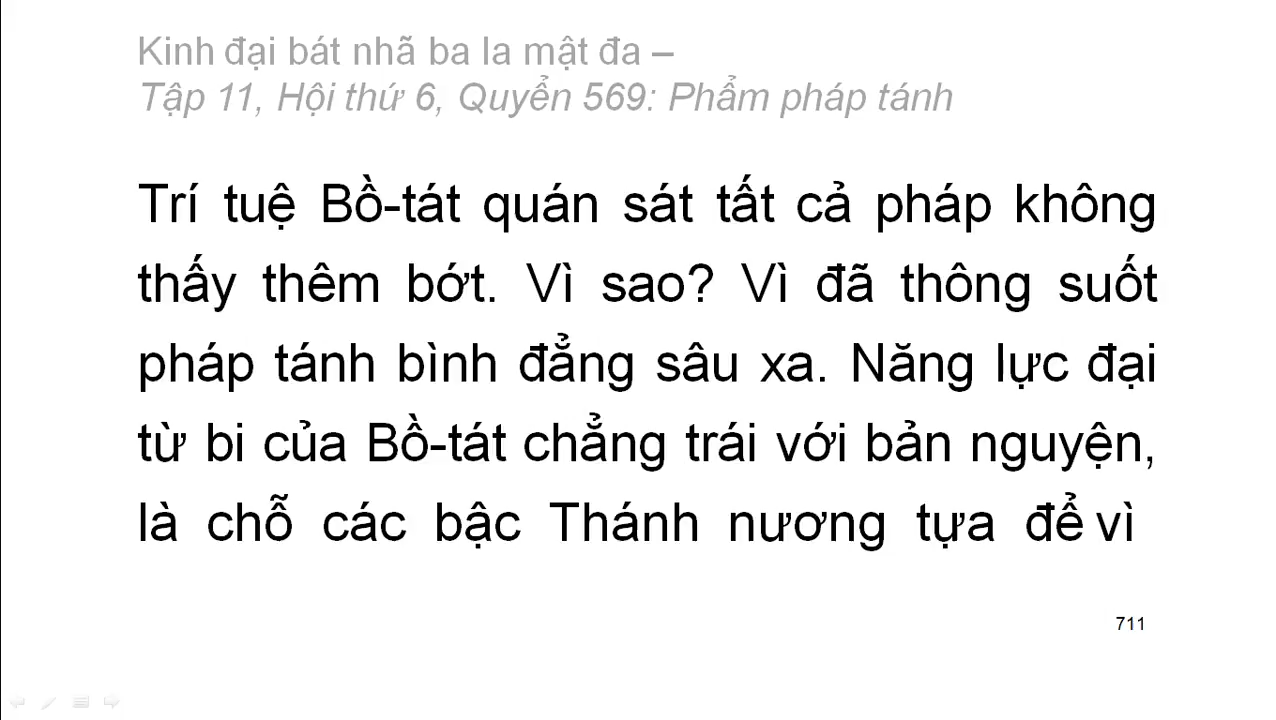 Kinh đại bát nhã ba la mật đa –
Tập 11, Hội thứ 6, Quyển 569: Phẩm pháp tánh
Trí tuệ Bồ-tát quán sát tất cả pháp không
thấy thêm bớt. Vì sao? Vì đã thông suốt
pháp tánh bình đẳng sâu xa. Năng lực đại
từ bi của Bồ-tát chẳng trái với bản nguyện,
là chỗ các bậc Thánh nương tựa để vì
711